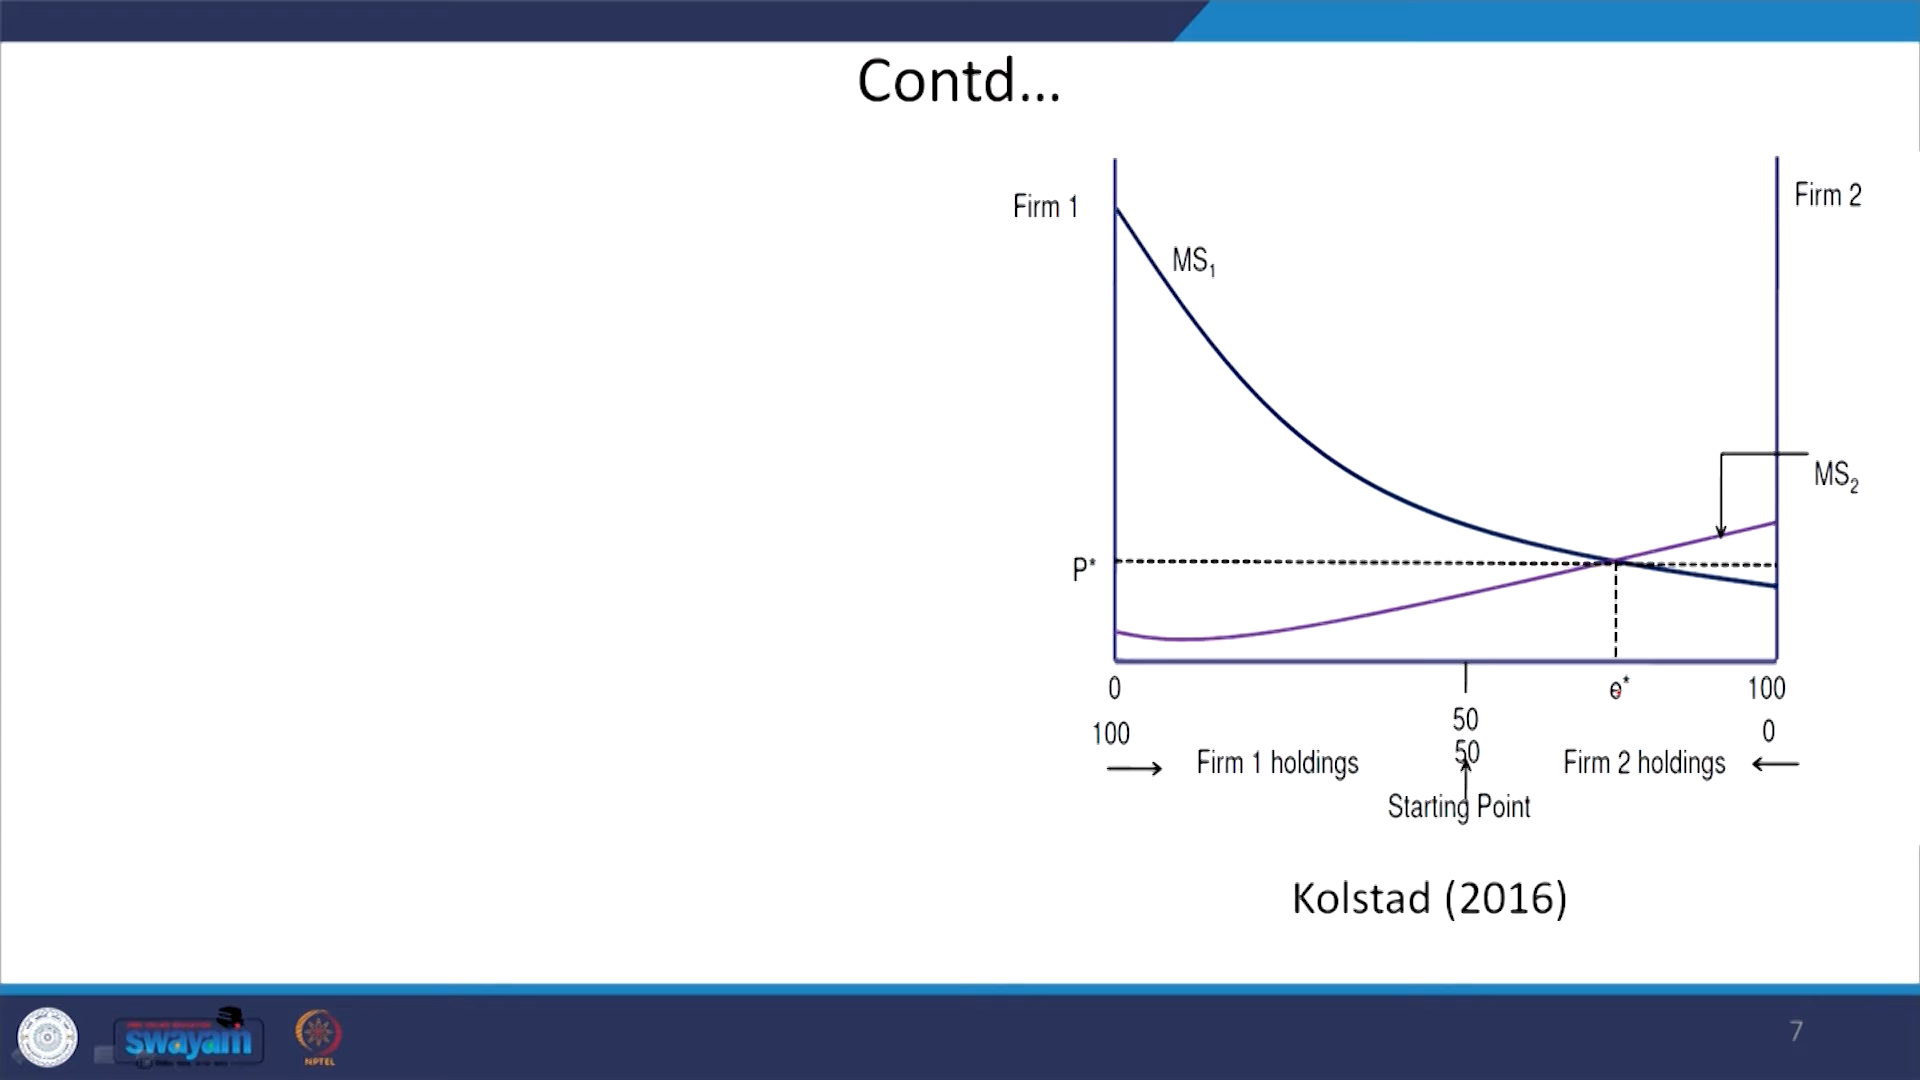 Contd...
Firm 1
Firm 2
MS1
MS2
P*
0
e*
100
50
100
0
50
Firm 1 holdings
Firm 2 holdings
Starting Point
Kolstad (2016)
swayam
NPTEL
7